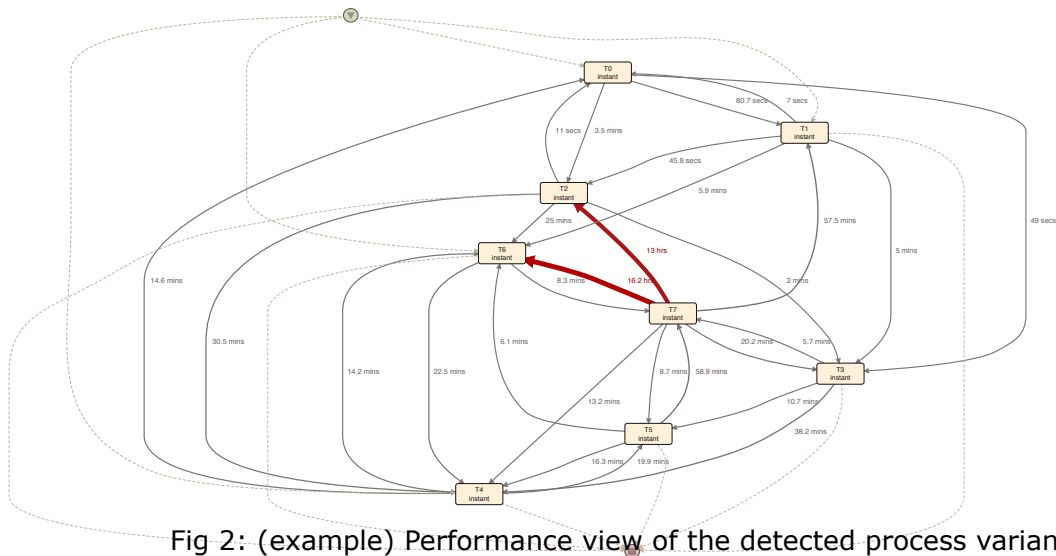 T0
instant
80.7 secs
7 secs
T1
instant
11 secs
3.5 mins
45.8 secs
T2
instant
5.9 mins
25 mins
57.5 mins
49 secs
T6
instant
13 hrs
5 mins
14.6 mins
8.3 mins
16.2 hrs
2 mins
T7
instant
30.5 mins
6.1 mins
20.2 mins
5.7 mins
14.2 mins
22.5 mins
8.7 mins
58.9 mins
T3
instant
13.2 mins
10.7 mins
T5
instant
38.2 mins
16.3 mins
19.9 mins
T4
instant
Fig 2: (example) Performance view of the detected process varian